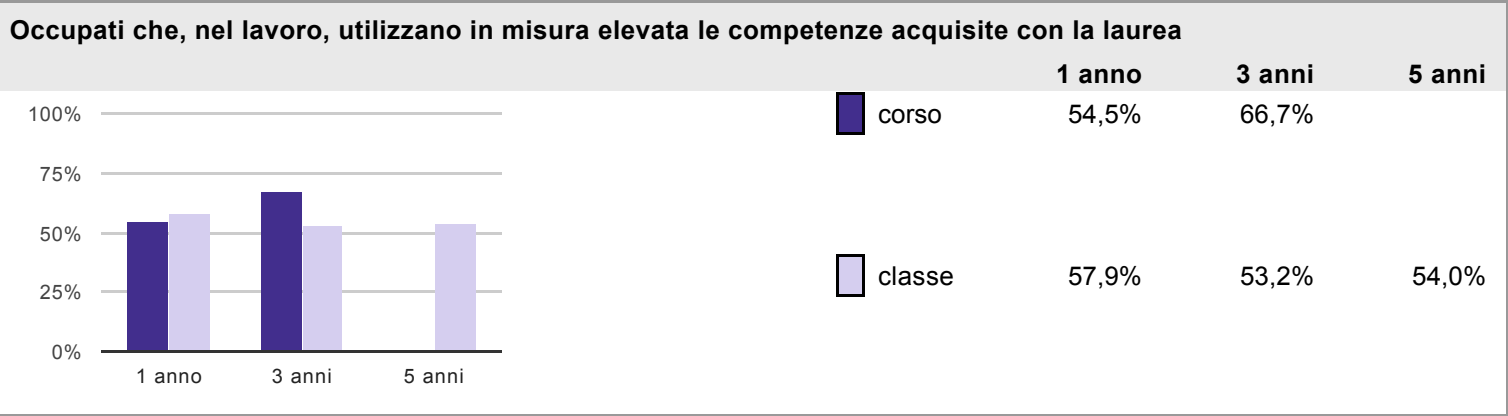 Occupati che, nel lavoro, utilizzano in misura elevata le competenze acquisite con la laurea
1 anno 3 anni 5 anni
100%
75%
50%
25%
0%
1 anno 3 anni 5 anni
corso 54,5% 66,7%
classe 57,9% 53,2% 54,0%